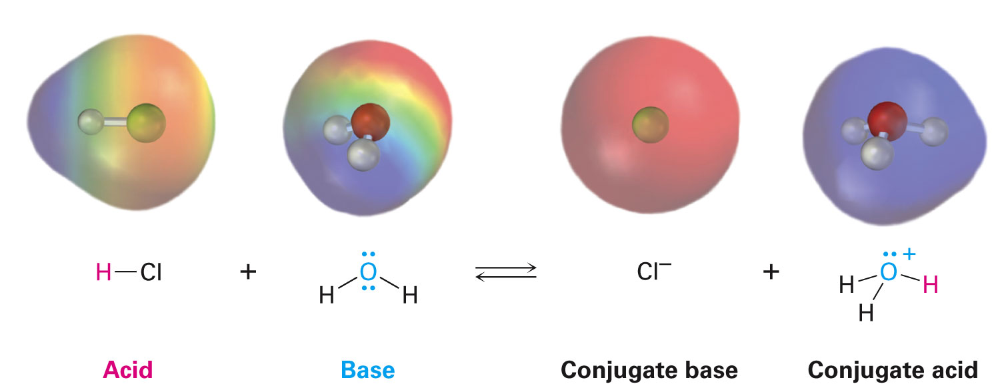 H—Cl + H—Ö—H ⇌ Cl⁻ + H—O⁺—H
H
Acid Base Conjugate base Conjugate acid